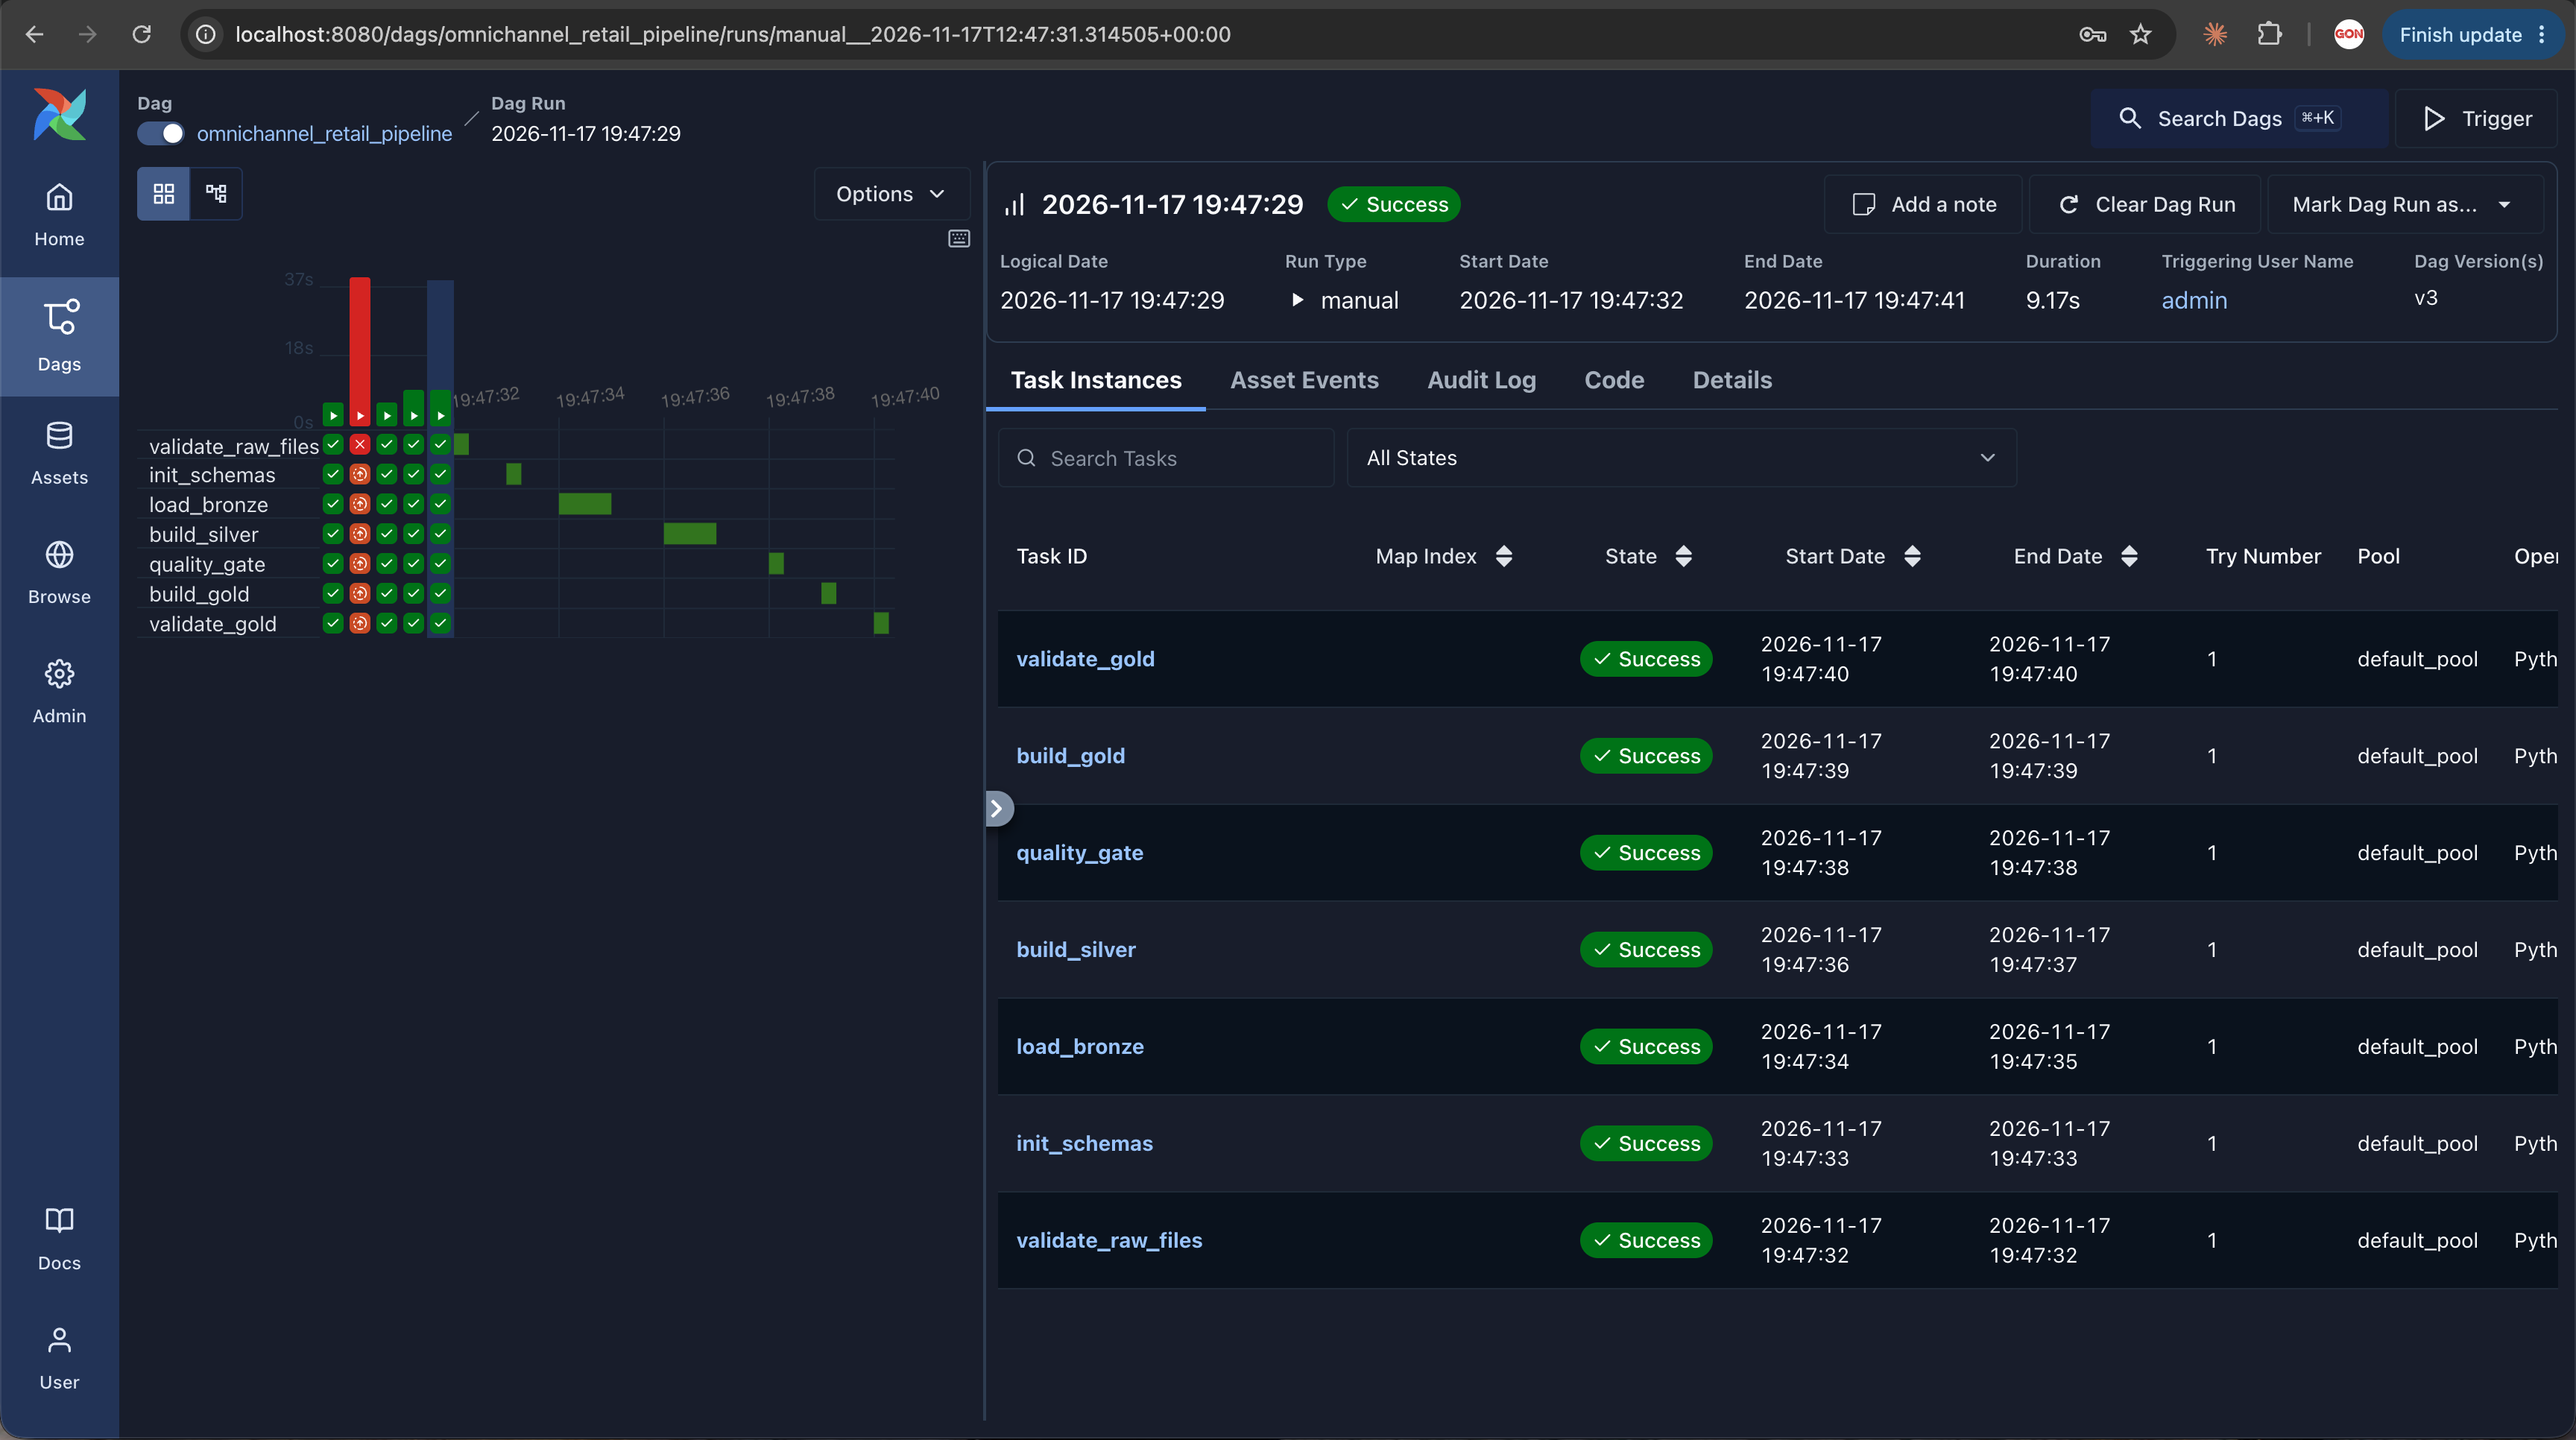 localhost:8080/dags/omnichannel_retail_pipeline/runs/manual__2026-11-17T12:47:31.314505+00:00
GON
Finish update
Dag
omnichannel_retail_pipeline
Dag Run
2026-11-17 19:47:29
Search Dags
⌘+K
Trigger
Home
Dags
Assets
Browse
Admin
Docs
User
Options
37s
18s
0s
19:47:32
19:47:34
19:47:36
19:47:38
19:47:40
validate_raw_files
init_schemas
load_bronze
build_silver
quality_gate
build_gold
validate_gold
2026-11-17 19:47:29
Success
Add a note
Clear Dag Run
Mark Dag Run as...
Logical Date
Run Type
Start Date
End Date
Duration
Triggering User Name
Dag Version(s)
2026-11-17 19:47:29
manual
2026-11-17 19:47:32
2026-11-17 19:47:41
9.17s
admin
v3
Task Instances
Asset Events
Audit Log
Code
Details
Search Tasks
All States
Task ID
Map Index
State
Start Date
End Date
Try Number
Pool
Oper
validate_gold
Success
2026-11-17
19:47:40
2026-11-17
19:47:40
1
default_pool
Pyth
build_gold
Success
2026-11-17
19:47:39
2026-11-17
19:47:39
1
default_pool
Pyth
quality_gate
Success
2026-11-17
19:47:38
2026-11-17
19:47:38
1
default_pool
Pyth
build_silver
Success
2026-11-17
19:47:36
2026-11-17
19:47:37
1
default_pool
Pyth
load_bronze
Success
2026-11-17
19:47:34
2026-11-17
19:47:35
1
default_pool
Pyth
init_schemas
Success
2026-11-17
19:47:33
2026-11-17
19:47:33
1
default_pool
Pyth
validate_raw_files
Success
2026-11-17
19:47:32
2026-11-17
19:47:32
1
default_pool
Pyth